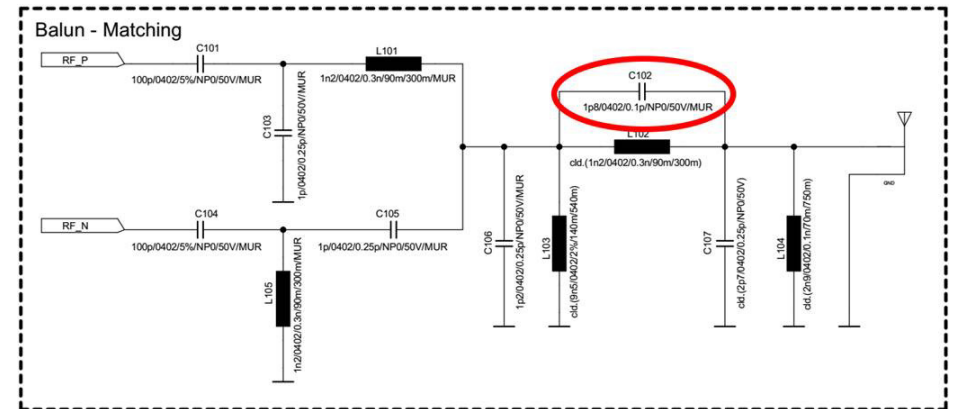 Balun - Matching
RF_P
C101
100p/0402/5%/NP0/50V/MUR
C103
1p/0402/0.25p/NP0/50V/MUR
L101
1n2/0402/0.3n/90m/300m/MUR
C102
1p8/0402/0.1p/NP0/50V/MUR
L102
cld.(1n2/0402/0.3n/90m/300m)
GND
RF_N
C104
100p/0402/5%/NP0/50V/MUR
C105
1p/0402/0.25p/NP0/50V/MUR
L105
1n2/0402/0.3n/90m/300m/MUR
C106
1p2/0402/0.25p/NP0/50V/MUR
L103
cld.(9n5/0402/2%/140m/540m)
C107
cld.(2p7/0402/0.25p/NP0/50V)
L104
cld.(2n9/0402/0.1n/70m/750m)